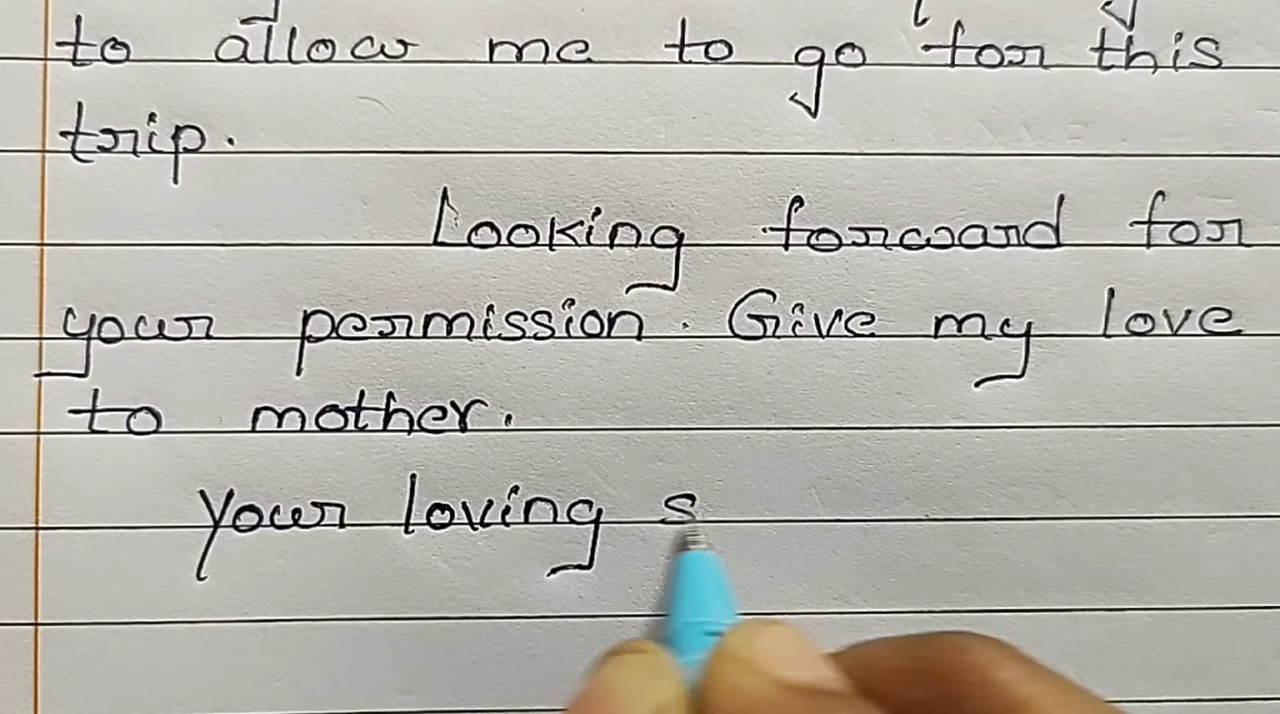 to allow me to go for this
trip.
Looking forward for
your permission. Give my love
to mother.
Your loving s